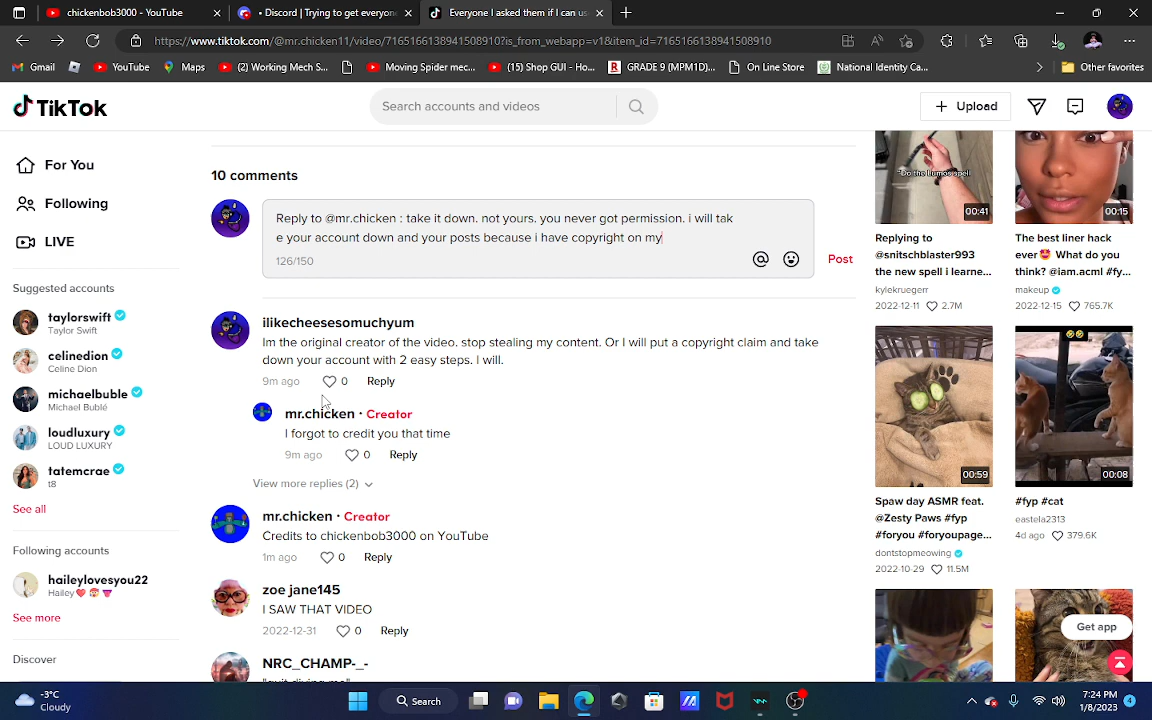 chickenbob3000 - YouTube
• Discord | Trying to get everyone
Everyone I asked them if I can us
https://www.tiktok.com/@mr.chicken11/video/7165166138941508910?is_from_webapp=v1&item_id=7165166138941508910
Gmail
YouTube
Maps
(2) Working Mech S...
Moving Spider mec...
(15) Shop GUI - Ho...
GRADE 9 (MPM1D)...
On Line Store
National Identity Ca...
Other favorites
TikTok
Search accounts and videos
Upload
For You
Following
LIVE
Suggested accounts
taylorswift
Taylor Swift
celinedion
Celine Dion
michaelbuble
Michael Bublé
loudluxury
LOUD LUXURY
tatemcrae
t8
See all
Following accounts
haileylovesyou22
Hailey
See more
Discover
10 comments
Reply to @mr.chicken : take it down. not yours. you never got permission. i will tak
e your account down and your posts because i have copyright on my
126/150
Post
ilikecheesesomuchyum
Im the original creator of the video. stop stealing my content. Or I will put a copyright claim and take
down your account with 2 easy steps. I will.
9m ago 0 Reply
mr.chicken · Creator
I forgot to credit you that time
9m ago 0 Reply
View more replies (2)
mr.chicken · Creator
Credits to chickenbob3000 on YouTube
1m ago 0 Reply
zoe jane145
I SAW THAT VIDEO
2022-12-31 0 Reply
NRC_CHAMP-_-
*Do the Lumos spell
00:41
Replying to
@snitschblaster993
the new spell i learne...
kylekruegerr
2022-12-11 2.7M
00:15
The best liner hack
ever What do you
think? @iam.acml #fy...
makeup
2022-12-15 765.7K
00:59
Spaw day ASMR feat.
@Zesty Paws #fyp
#foryou #foryoupage...
dontstopmeowing
2022-10-29 11.5M
00:08
#fyp #cat
eastela2313
4d ago 379.6K
Get app
-3°C
Cloudy
Search
7:24 PM
1/8/2023
4